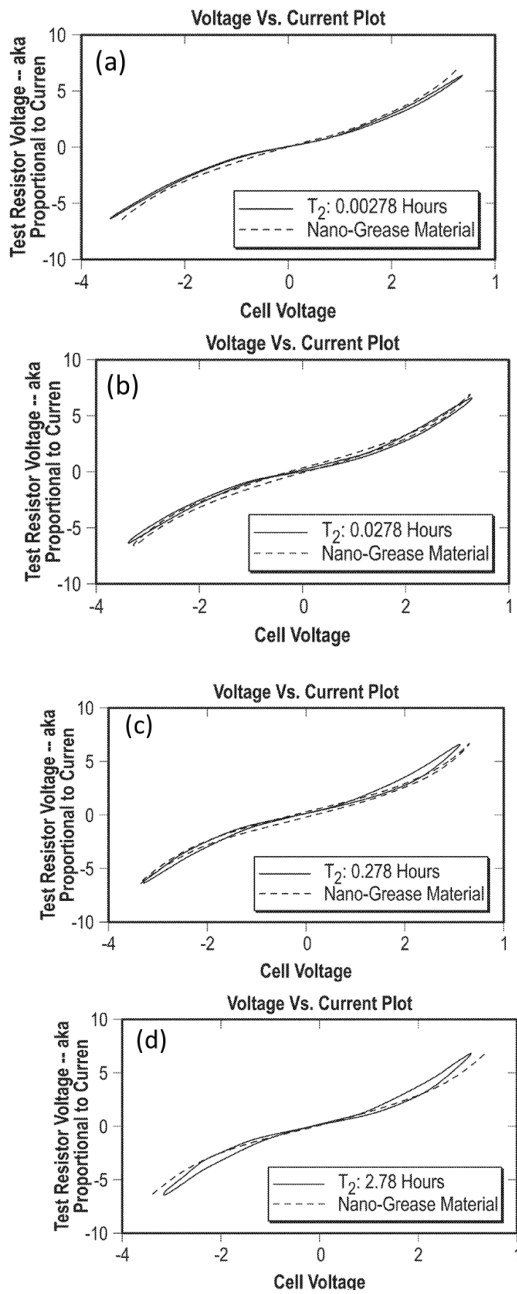 Voltage Vs. Current Plot
(a)
Test Resistor Voltage -- aka
Proportional to Curren
10
5
0
-5
-10
T2: 0.00278 Hours
Nano-Grease Material
-4
-2
0
2
1
Cell Voltage
Voltage Vs. Current Plot
(b)
Test Resistor Voltage -- aka
Proportional to Curren
10
5
0
-5
-10
T2: 0.0278 Hours
Nano-Grease Material
-4
-2
0
2
4
Cell Voltage
Voltage Vs. Current Plot
(c)
Test Resistor Voltage -- aka
Proportional to Curren
10
5
0
-5
-10
T2: 0.278 Hours
Nano-Grease Material
-4
-2
0
2
4
Cell Voltage
Voltage Vs. Current Plot
(d)
Test Resistor Voltage -- aka
Proportional to Curren
10
5
0
-5
-10
T2: 2.78 Hours
Nano-Grease Material
-4
-2
0
2
1
Cell Voltage